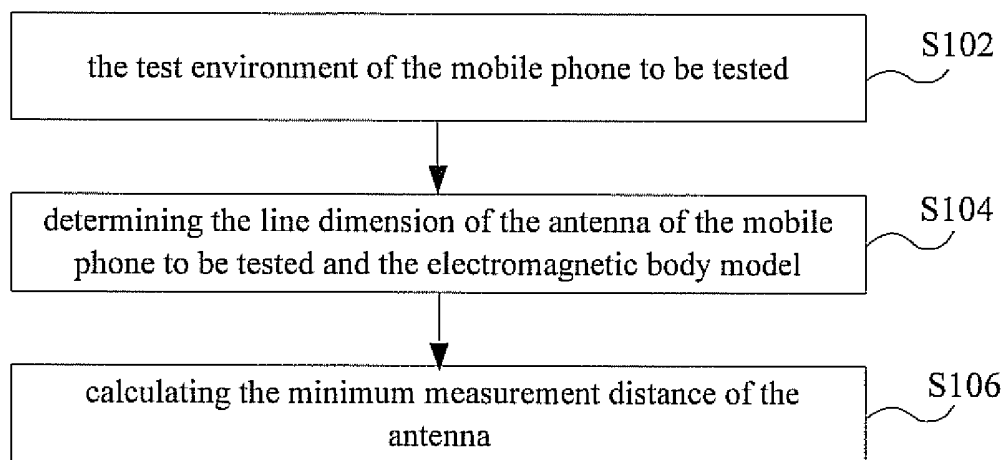 the test environment of the mobile phone to be tested
S102
determining the line dimension of the antenna of the mobile
phone to be tested and the electromagnetic body model
S104
calculating the minimum measurement distance of the
antenna
S106